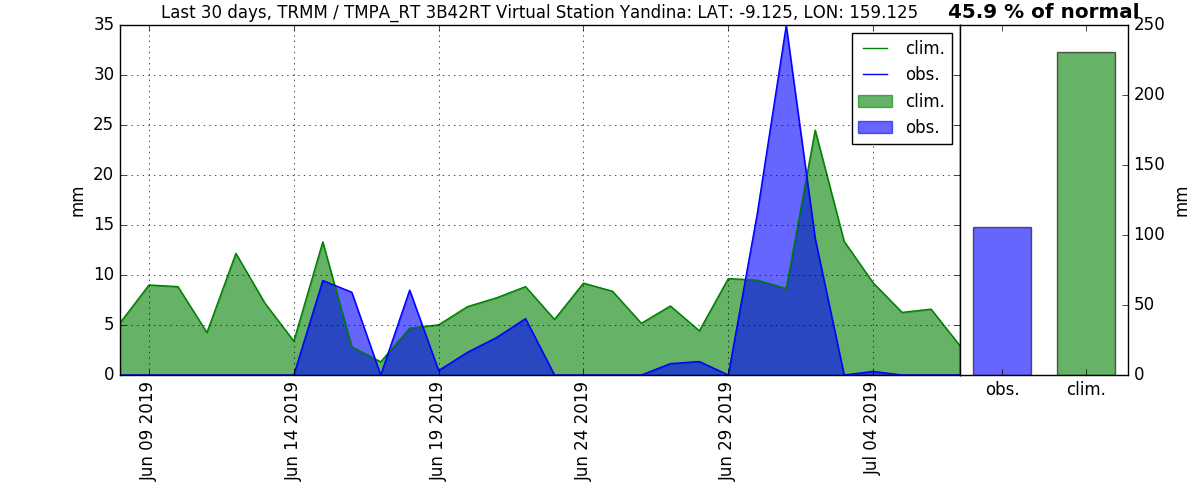 Last 30 days, TRMM / TMPA_RT 3B42RT Virtual Station Yandina: LAT: -9.125, LON: 159.125
45.9 % of normal
35
30
25
20
15
10
5
0
mm
clim.
obs.
clim.
obs.
Jun 09 2019
Jun 14 2019
Jun 19 2019
Jun 24 2019
Jun 29 2019
Jul 04 2019
250
200
150
100
50
0
mm
obs.
clim.